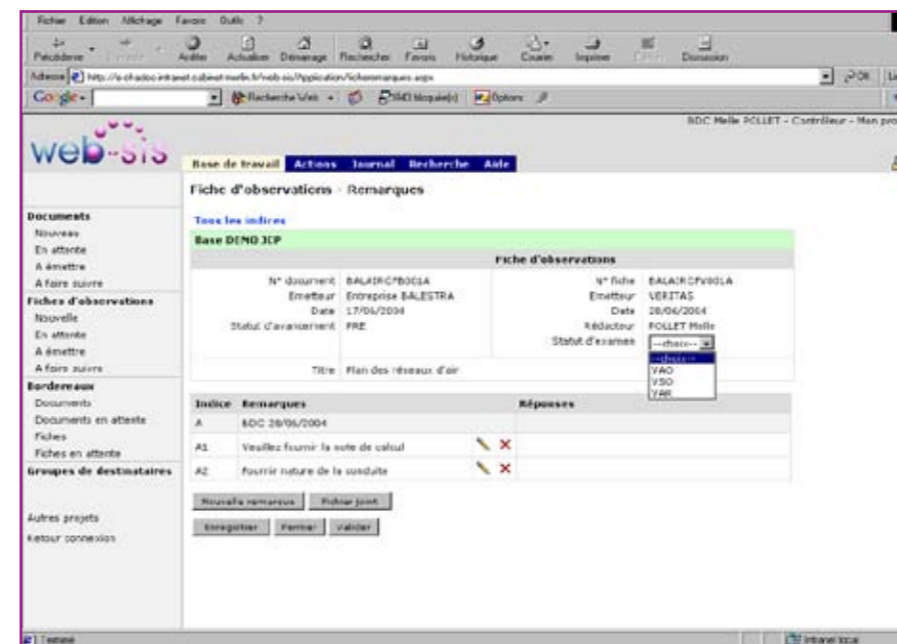 Fichier Edition Affichage Favoris Outils ?
Précédente Arrêter Actualiser Démarrage Rechercher Favoris Historique Courrier Imprimer Discussion
Adresse
Google Recherche Web Options
BDC Melle POLLET - Contrôleur - Mon pro
web-sis
Base de travail Actions Journal Recherche Aide
Fiche d'observations - Remarques
Documents
Nouveau
En attente
A émettre
A faire suivre
Fiches d'observations
Nouvelle
En attente
A émettre
A faire suivre
Bordereaux
Documents
Documents en attente
Fiches
Fiches en attente
Groupes de destinataires
Autres projets
Retour connexion
Tous les indices
Base DEMO JCP
Fiche d'observations
N° document
Emetteur Entreprise BALESTRA
Date 17/06/2004
Statut d'avancement PRE
N° fiche
Emetteur VERITAS
Date 28/06/2004
Rédacteur POLLET Melle
Statut d'examen ---choix---
---choix---
VAO
VSO
VAR
Titre Plan des réseaux d'air
Indice Remarques Réponses
A BDC 28/06/2004
A1 Veuillez fournir la note de calcul
A2 Fournir nature de la conduite
Nouvelle remarque Fichier joint
Enregistrer Fermer Valider
Terminé Intranet local